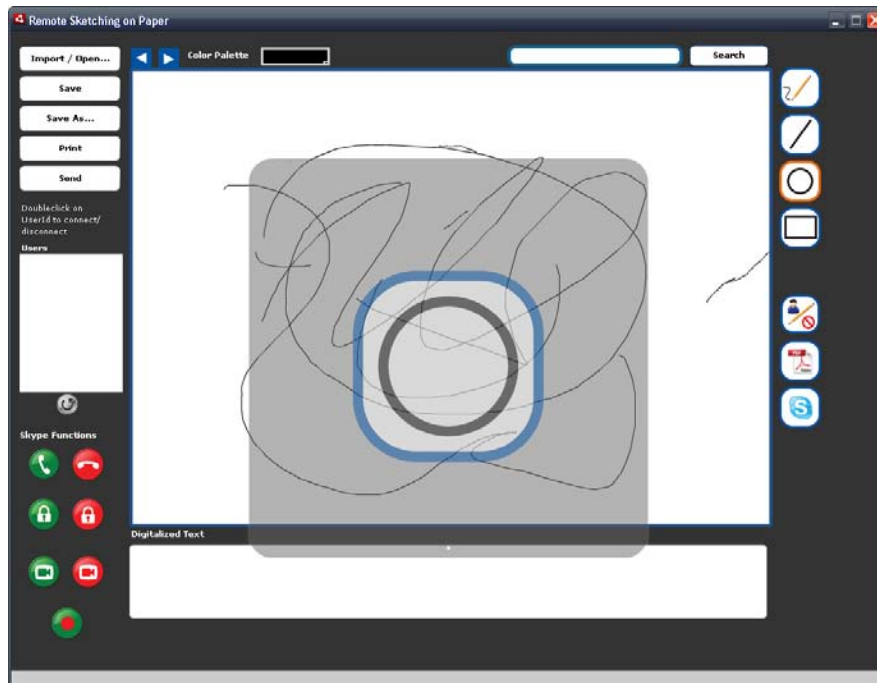 Remote Sketching on Paper
Import / Open...
Color Palette
Search
Save
Save As...
Print
Send
Doubleclick on
UserId to connect/
disconnect
Users
Skype Functions
Digitalized Text